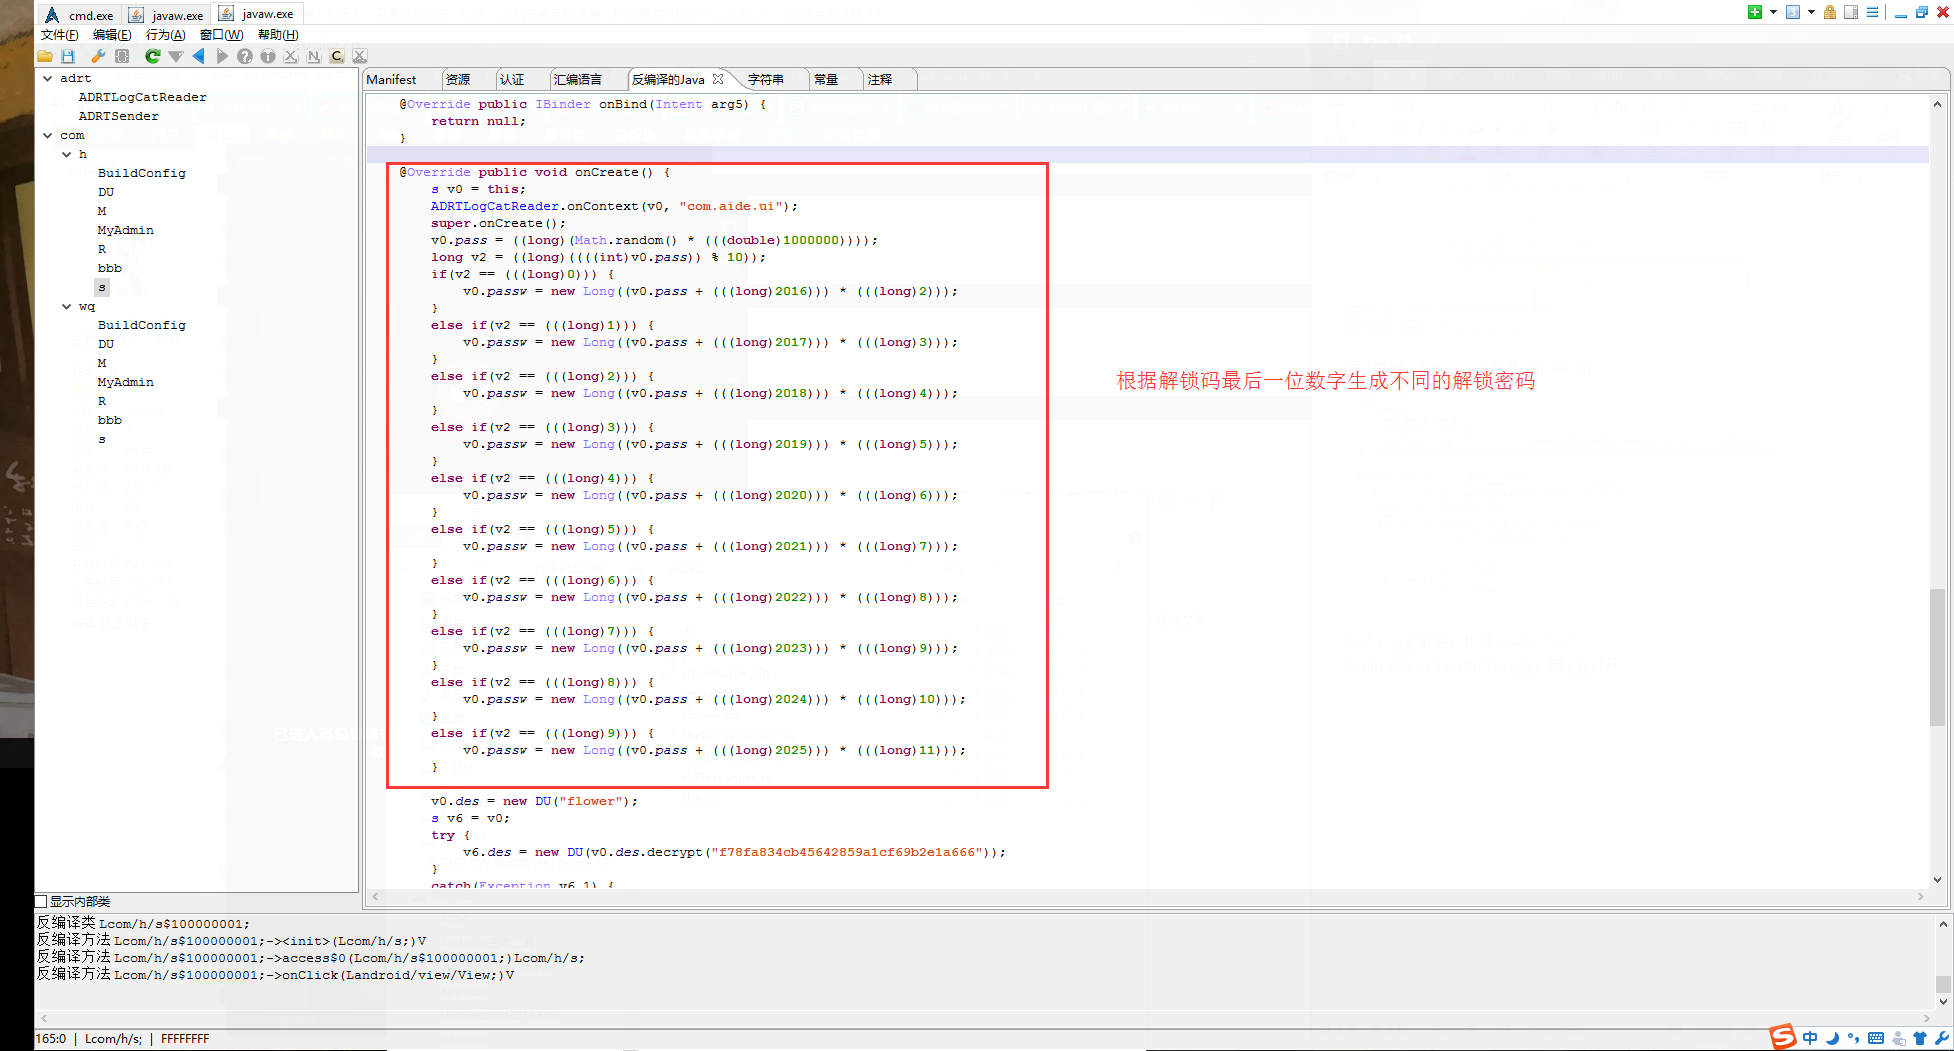 cmd.exe javaw.exe javaw.exe
文件(F) 编辑(E) 行为(A) 窗口(W) 帮助(H)
adrt
ADRTLogCatReader
ADRTSender
com
h
BuildConfig
DU
M
MyAdmin
R
bbb
s
wq
BuildConfig
DU
M
MyAdmin
R
bbb
s
显示内部类
Manifest 资源 认证 汇编语言 反编译的Java 字符串 常量 注释
@Override public IBinder onBind(Intent arg5) {
return null;
}
@Override public void onCreate() {
s v0 = this;
ADRTLogCatReader.onContext(v0, "com.aide.ui");
super.onCreate();
v0.pass = ((long)(Math.random() * (((double)1000000))));
long v2 = ((long)((((int)v0.pass)) % 10));
if(v2 == (((long)0))) {
v0.passw = new Long((v0.pass + (((long)2016))) * (((long)2)));
}
else if(v2 == (((long)1))) {
v0.passw = new Long((v0.pass + (((long)2017))) * (((long)3)));
}
else if(v2 == (((long)2))) {
v0.passw = new Long((v0.pass + (((long)2018))) * (((long)4)));
}
else if(v2 == (((long)3))) {
v0.passw = new Long((v0.pass + (((long)2019))) * (((long)5)));
}
else if(v2 == (((long)4))) {
v0.passw = new Long((v0.pass + (((long)2020))) * (((long)6)));
}
else if(v2 == (((long)5))) {
v0.passw = new Long((v0.pass + (((long)2021))) * (((long)7)));
}
else if(v2 == (((long)6))) {
v0.passw = new Long((v0.pass + (((long)2022))) * (((long)8)));
}
else if(v2 == (((long)7))) {
v0.passw = new Long((v0.pass + (((long)2023))) * (((long)9)));
}
else if(v2 == (((long)8))) {
v0.passw = new Long((v0.pass + (((long)2024))) * (((long)10)));
}
else if(v2 == (((long)9))) {
v0.passw = new Long((v0.pass + (((long)2025))) * (((long)11)));
}
v0.des = new DU("flower");
s v6 = v0;
try {
v6.des = new DU(v0.des.decrypt("f78fa834cb45642859a1cf69b2e1a666"));
}
catch(Exception v6_1) {
根据解锁码最后一位数字生成不同的解锁密码
反编译类 Lcom/h/s$100000001;
反编译方法 Lcom/h/s$100000001;-><init>(Lcom/h/s;)V
反编译方法 Lcom/h/s$100000001;->access$0(Lcom/h/s$100000001;)Lcom/h/s;
反编译方法 Lcom/h/s$100000001;->onClick(Landroid/view/View;)V
165:0 | Lcom/h/s; | FFFFFFFF
中